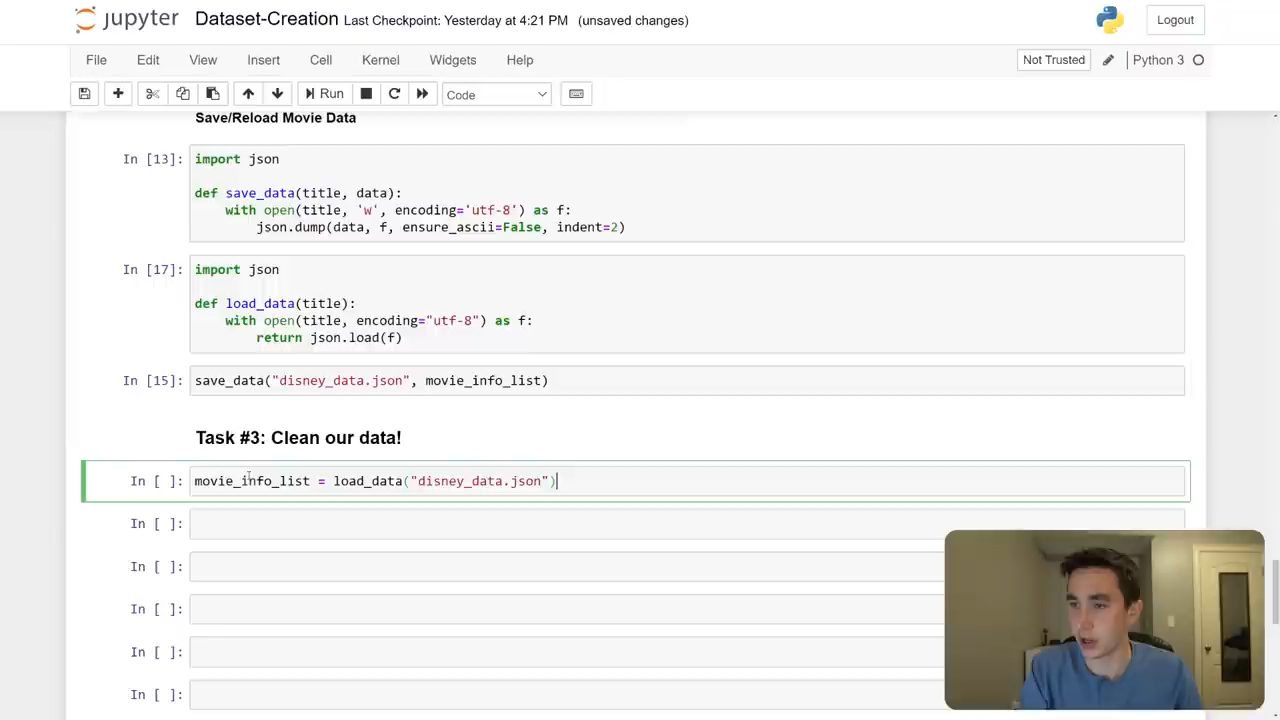 jupyter Dataset-Creation Last Checkpoint: Yesterday at 4:21 PM (unsaved changes) Logout
File Edit View Insert Cell Kernel Widgets Help Not Trusted Python 3
Run Code
Save/Reload Movie Data
In [13]: import json
def save_data(title, data):
    with open(title, 'w', encoding='utf-8') as f:
        json.dump(data, f, ensure_ascii=False, indent=2)
In [17]: import json
def load_data(title):
    with open(title, encoding="utf-8") as f:
        return json.load(f)
In [15]: save_data("disney_data.json", movie_info_list)
Task #3: Clean our data!
In [ ]: movie_info_list = load_data("disney_data.json")
In [ ]:
In [ ]:
In [ ]:
In [ ]:
In [ ]: